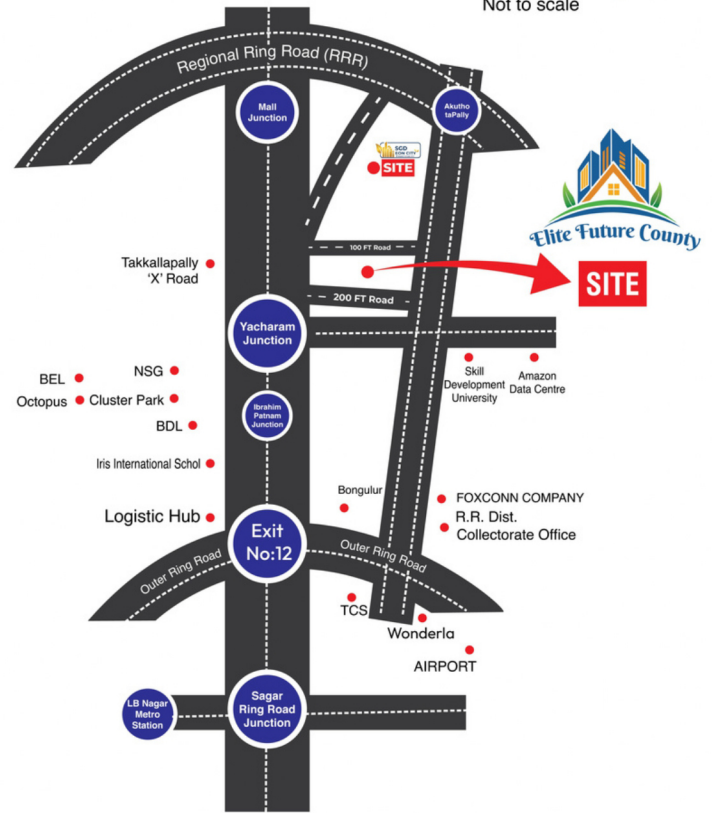 Not to scale
Regional Ring Road (RRR)
Mall
Junction
Akutho
taPally
SGD
SITE
Elite Future County
100 FT Road
Takkallapally
'X' Road
SITE
200 FT Road
Yacharam
Junction
NSG
BEL
Skill
Development
University
Amazon
Data Centre
Octopus
Cluster Park
Ibrahim
Patnam
Junction
BDL
Iris International Schol
Bongulur
FOXCONN COMPANY
Logistic Hub
R.R. Dist.
Collectorate Office
Exit
No:12
Outer Ring Road
Outer Ring Road
TCS
Wonderla
AIRPORT
LB Nagar
Metro
Station
Sagar
Ring Road
Junction